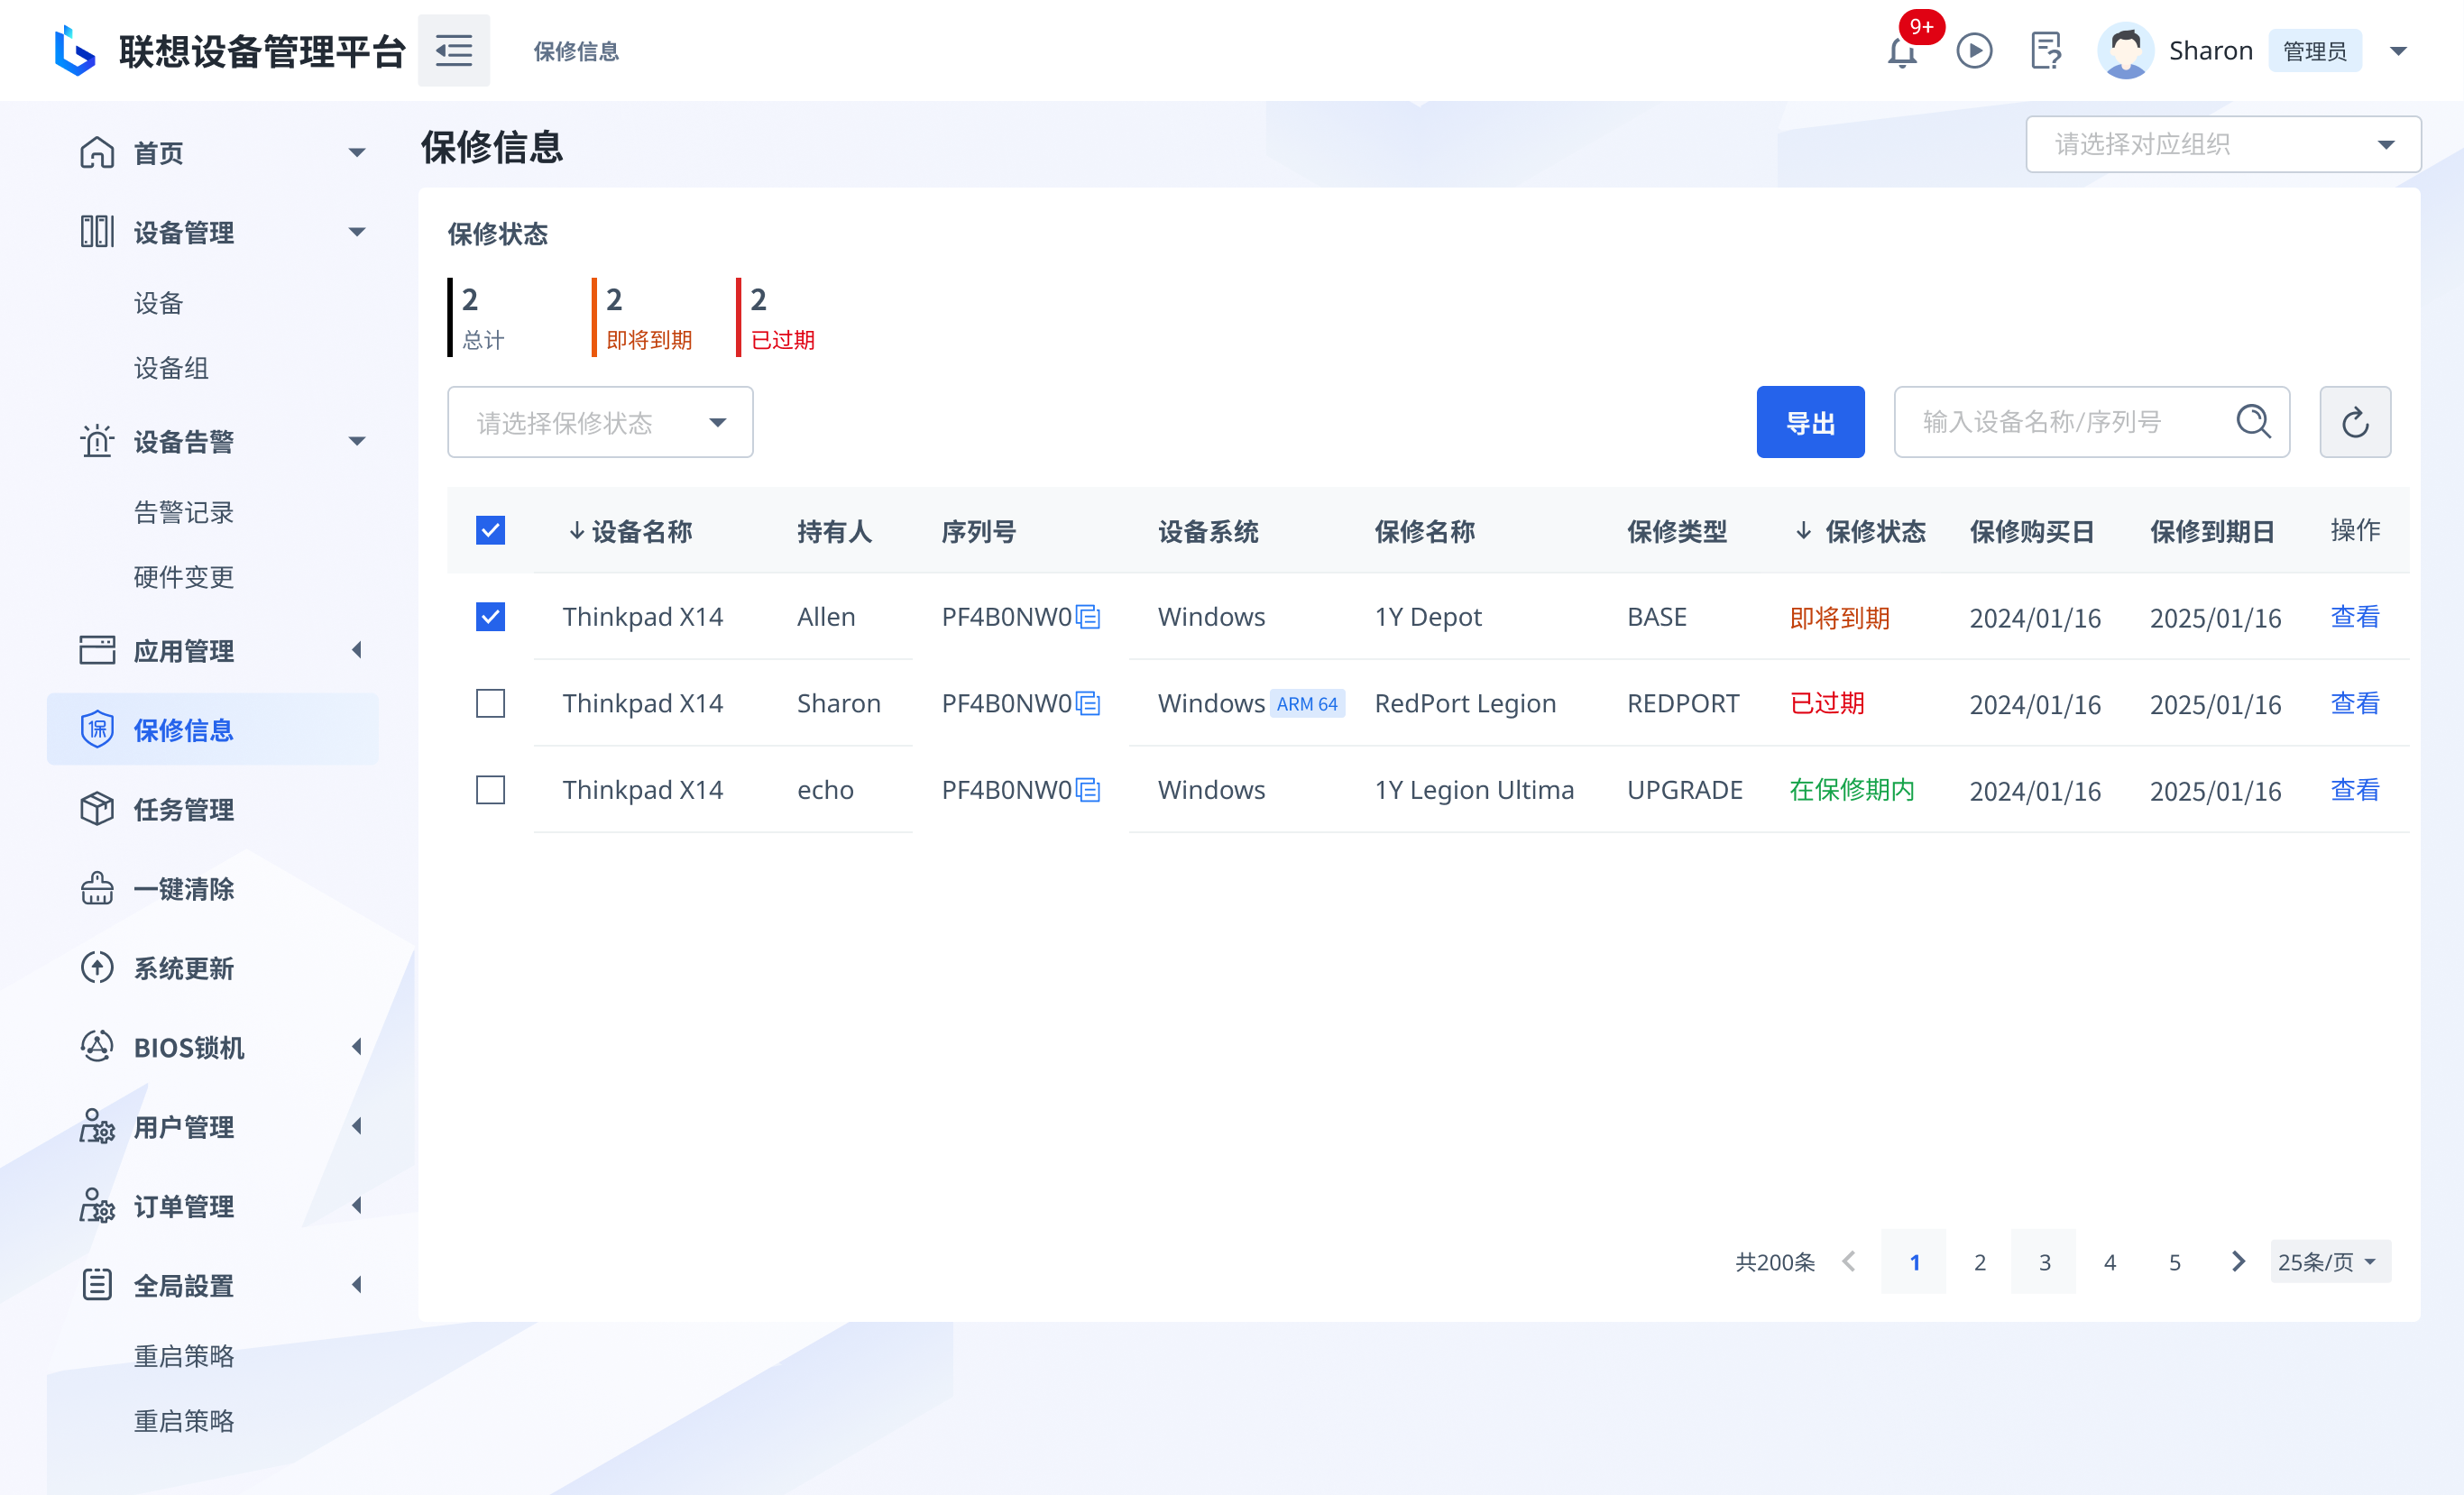 联想设备管理平台
保修信息
9+
Sharon
管理员
首页
设备管理
设备
设备组
设备告警
告警记录
硬件变更
应用管理
保
保修信息
任务管理
一键清除
系统更新
BIOS锁机
用户管理
订单管理
全局設置
重启策略
重启策略
保修信息
请选择对应组织
保修状态
2 2 2
总计 即将到期 已过期
请选择保修状态
导出
输入设备名称/序列号
设备名称 持有人 序列号 设备系统 保修名称 保修类型 保修状态 保修购买日 保修到期日 操作
Thinkpad X14 Allen PF4B0NW0 Windows 1Y Depot BASE 即将到期 2024/01/16 2025/01/16 查看
Thinkpad X14 Sharon PF4B0NW0 Windows ARM 64 RedPort Legion REDPORT 已过期 2024/01/16 2025/01/16 查看
Thinkpad X14 echo PF4B0NW0 Windows 1Y Legion Ultima UPGRADE 在保修期内 2024/01/16 2025/01/16 查看
共200条 1 2 3 4 5 25条/页